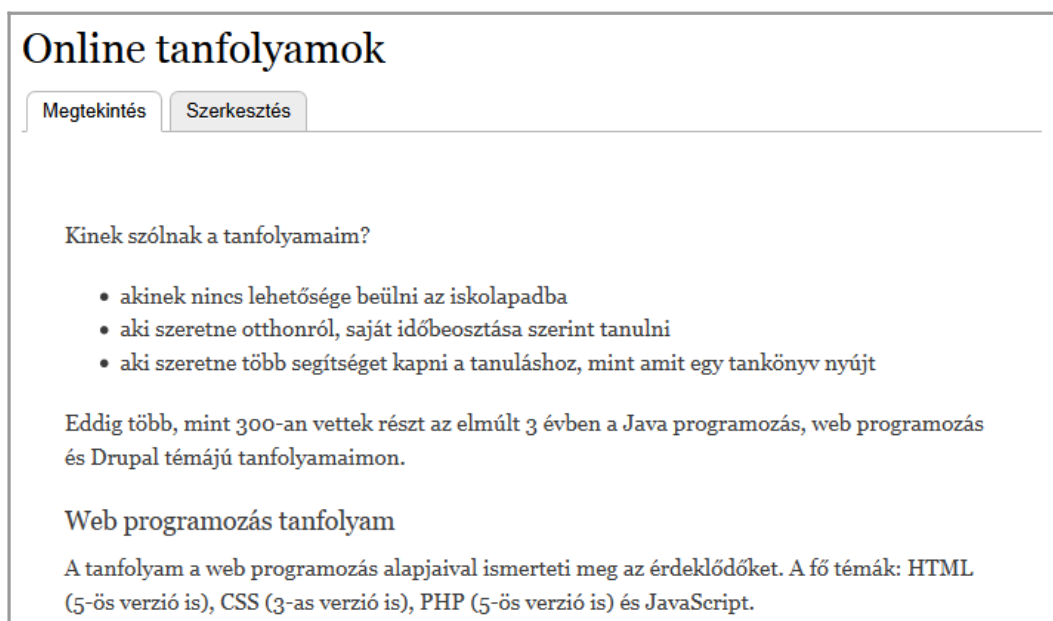 Online tanfolyamok
Megtekintés Szerkesztés
Kinek szólnak a tanfolyamaim?
• akinek nincs lehetősége beülni az iskolapadba
• aki szeretne otthonról, saját időbeosztása szerint tanulni
• aki szeretne több segítséget kapni a tanuláshoz, mint amit egy tankönyv nyújt
Eddig több, mint 300-an vettek részt az elmúlt 3 évben a Java programozás, web programozás
és Drupal témájú tanfolyamaimon.
Web programozás tanfolyam
A tanfolyam a web programozás alapjaival ismerteti meg az érdeklődőket. A fő témák: HTML
(5-ös verzió is), CSS (3-as verzió is), PHP (5-ös verzió is) és JavaScript.